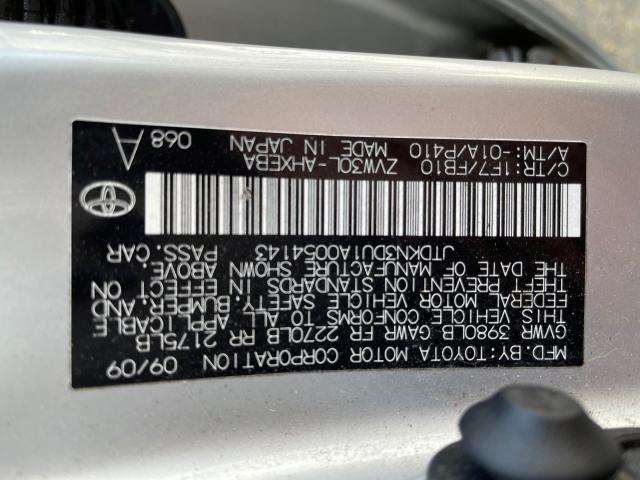 MFD.BY:TOYOTA MOTOR CORPORATION 09/09
GVWR 3980LB GAWR FR 2270LB RR 2175LB
THIS VEHICLE CONFORMS TO ALL APPLICABLE
FEDERAL MOTOR VEHICLE SAFETY, BUMPER, AND
THEFT PREVENTION STANDARDS IN EFFECT ON
THE DATE OF MANUFACTURE SHOWN ABOVE.
JTDKN3DU1A0054143 PASS. CAR
C/TR:1F7/FB10 ZVW30L-AHXEBA
A/TM:-01A/P410 MADE IN JAPAN 068 A